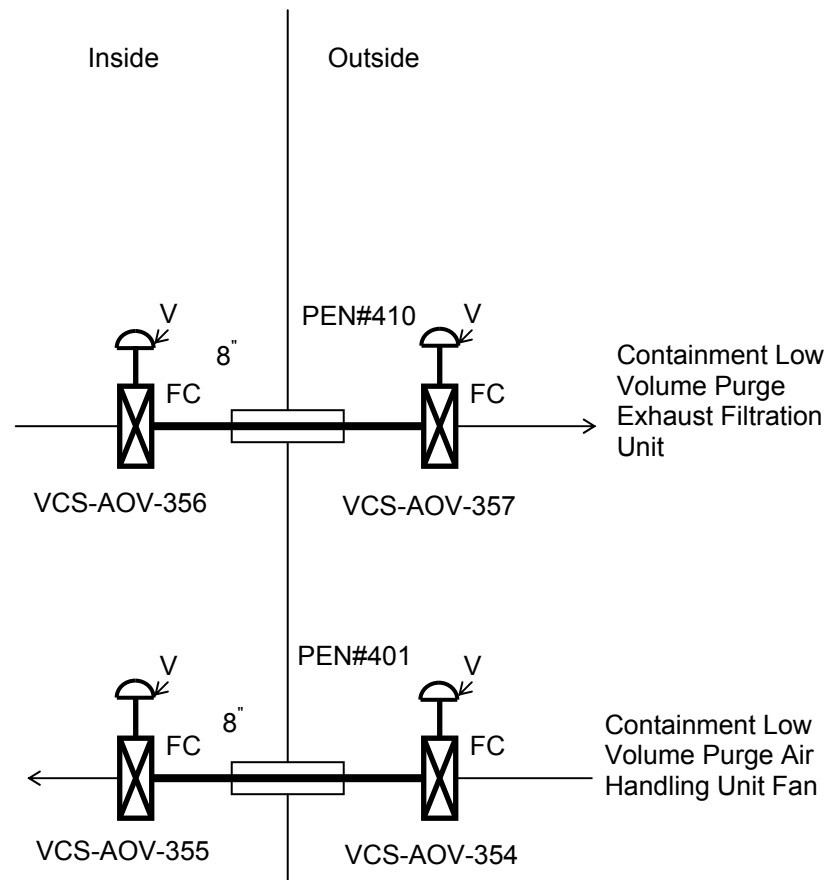 Inside
Outside
V
PEN#410
V
8"
FC
FC
Containment Low
Volume Purge
Exhaust Filtration
Unit
VCS-AOV-356
VCS-AOV-357
V
PEN#401
V
8"
FC
FC
Containment Low
Volume Purge Air
Handling Unit Fan
VCS-AOV-355
VCS-AOV-354